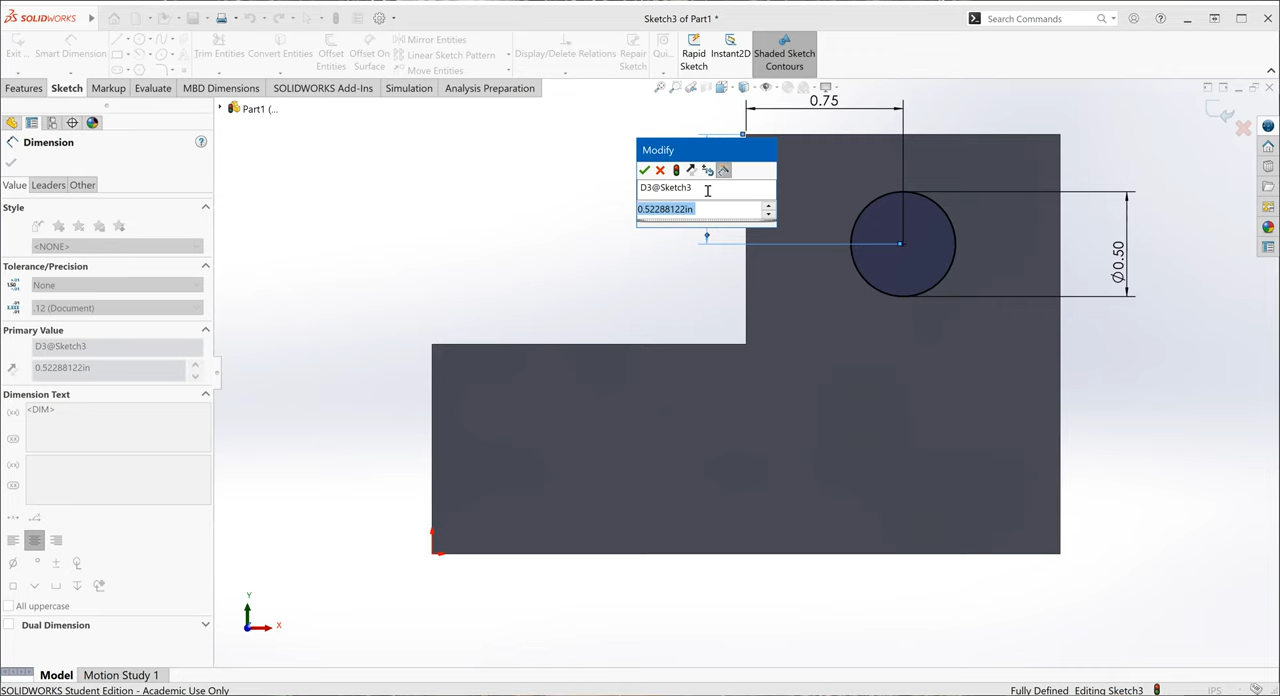 SOLIDWORKS
Sketch3 of Part1 *
Search Commands
Exit ...
Smart Dimension
Trim Entities
Convert Entities
Offset Entities
Offset On Surface
Mirror Entities
Linear Sketch Pattern
Move Entities
Display/Delete Relations
Repair Sketch
Qui...
Rapid Sketch
Instant2D
Shaded Sketch Contours
Features
Sketch
Markup
Evaluate
MBD Dimensions
SOLIDWORKS Add-Ins
Simulation
Analysis Preparation
Part1 (...
Dimension
Value
Leaders
Other
Style
<NONE>
Tolerance/Precision
None
.12 (Document)
Primary Value
D3@Sketch3
0.52288122in
Dimension Text
<DIM>
All uppercase
Dual Dimension
0.75
Modify
D3@Sketch3
0.52288122in
∅0.50
Y
X
Model
Motion Study 1
SOLIDWORKS Student Edition - Academic Use Only
Fully Defined
Editing Sketch3
IPS